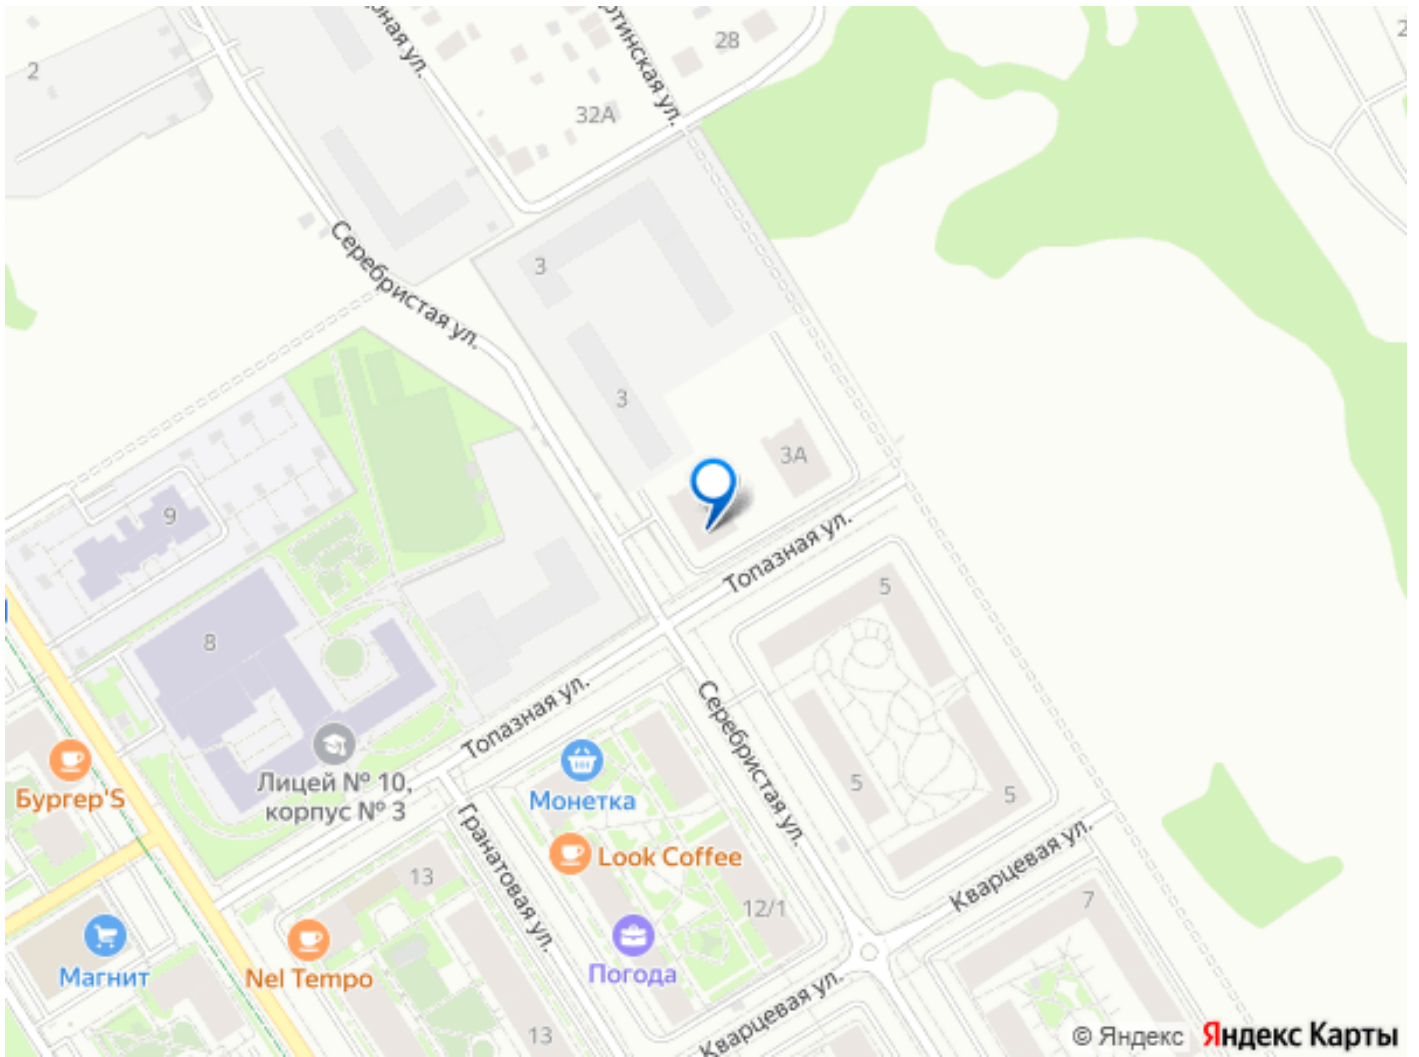 28
2
32А
Серебристая ул.
3
3
3А
9
Топазная ул.
5
8
Серебристая ул.
Топазная ул.
Лицей № 10,
корпус № 3
Бургер'S
Монетка
5
5
Гранатовая ул.
Look Coffee
Кварцевая ул.
13
12/1
7
Магнит
Nel Tempo
Погода
Кварцевая ул.
13
© Яндекс Яндекс Карты